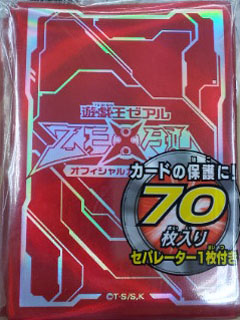 遊戯王ゼアル
ZEXAL
オフィシャル
カードの保護に!
70
枚入り
セパレーター1枚付き
©T・S/S,K